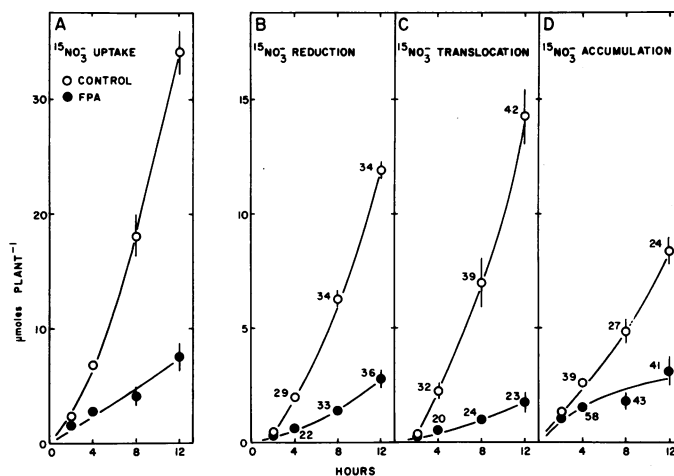 A
B
C
D
¹⁵NO₃⁻ UPTAKE
¹⁵NO₃⁻ REDUCTION
¹⁵NO₃⁻ TRANSLOCATION
¹⁵NO₃⁻ ACCUMULATION
○ CONTROL
● FPA
μmoles PLANT⁻¹
30
20
10
0
15
10
5
0
29
34
34
22
33
36
32
39
42
20
24
23
39
27
24
58
43
41
0 4 8 12
0 4 8 12
0 4 8 12
0 4 8 12
HOURS